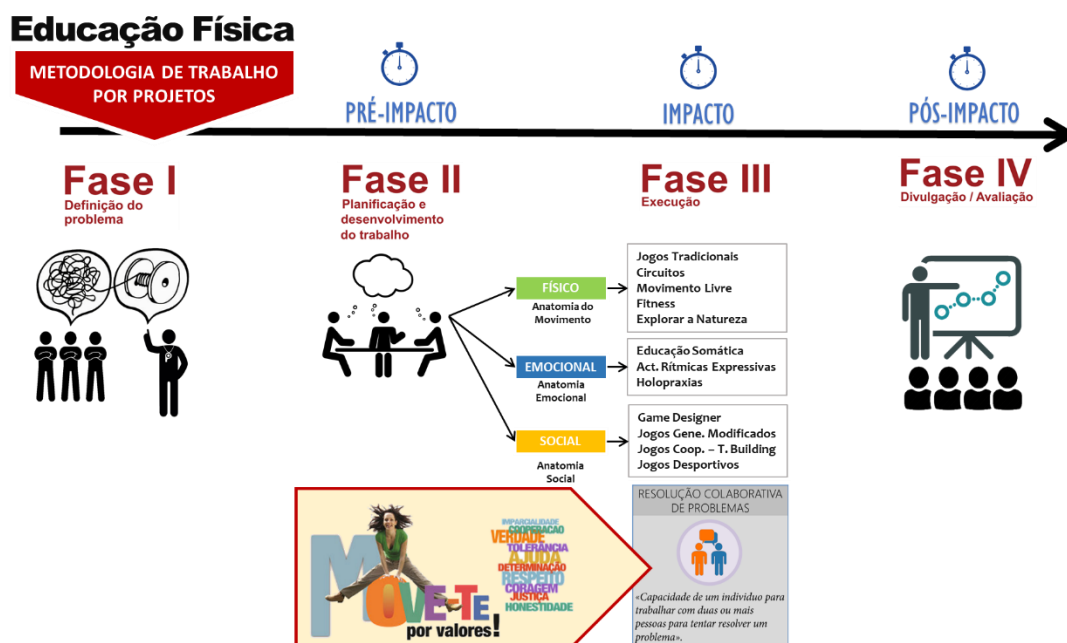 Educação Física
METODOLOGIA DE TRABALHO
POR PROJETOS
PRÉ-IMPACTO
IMPACTO
PÓS-IMPACTO
Fase I
Definição do
problema
Fase II
Planificação e
desenvolvimento
do trabalho
Fase III
Execução
Fase IV
Divulgação / Avaliação
FÍSICO
Anatomia do
Movimento
Jogos Tradicionais
Circuitos
Movimento Livre
Fitness
Explorar a Natureza
EMOCIONAL
Anatomia
Emocional
Educação Somática
Act. Rítmicas Expressivas
Holopraxias
SOCIAL
Anatomia
Social
Game Designer
Jogos Gene. Modificados
Jogos Coop. – T. Building
Jogos Desportivos
MOVE-TE
por valores!
IMPARCIALIDADE
COOPERAÇÃO
VERDADE
TOLERÂNCIA
AJUDA
DETERMINAÇÃO
RESPEITO
CORAGEM
JUSTIÇA
HONESTIDADE
RESOLUÇÃO COLABORATIVA
DE PROBLEMAS
«Capacidade de um individuo para
trabalhar com duas ou mais
pessoas para tentar resolver um
problema».